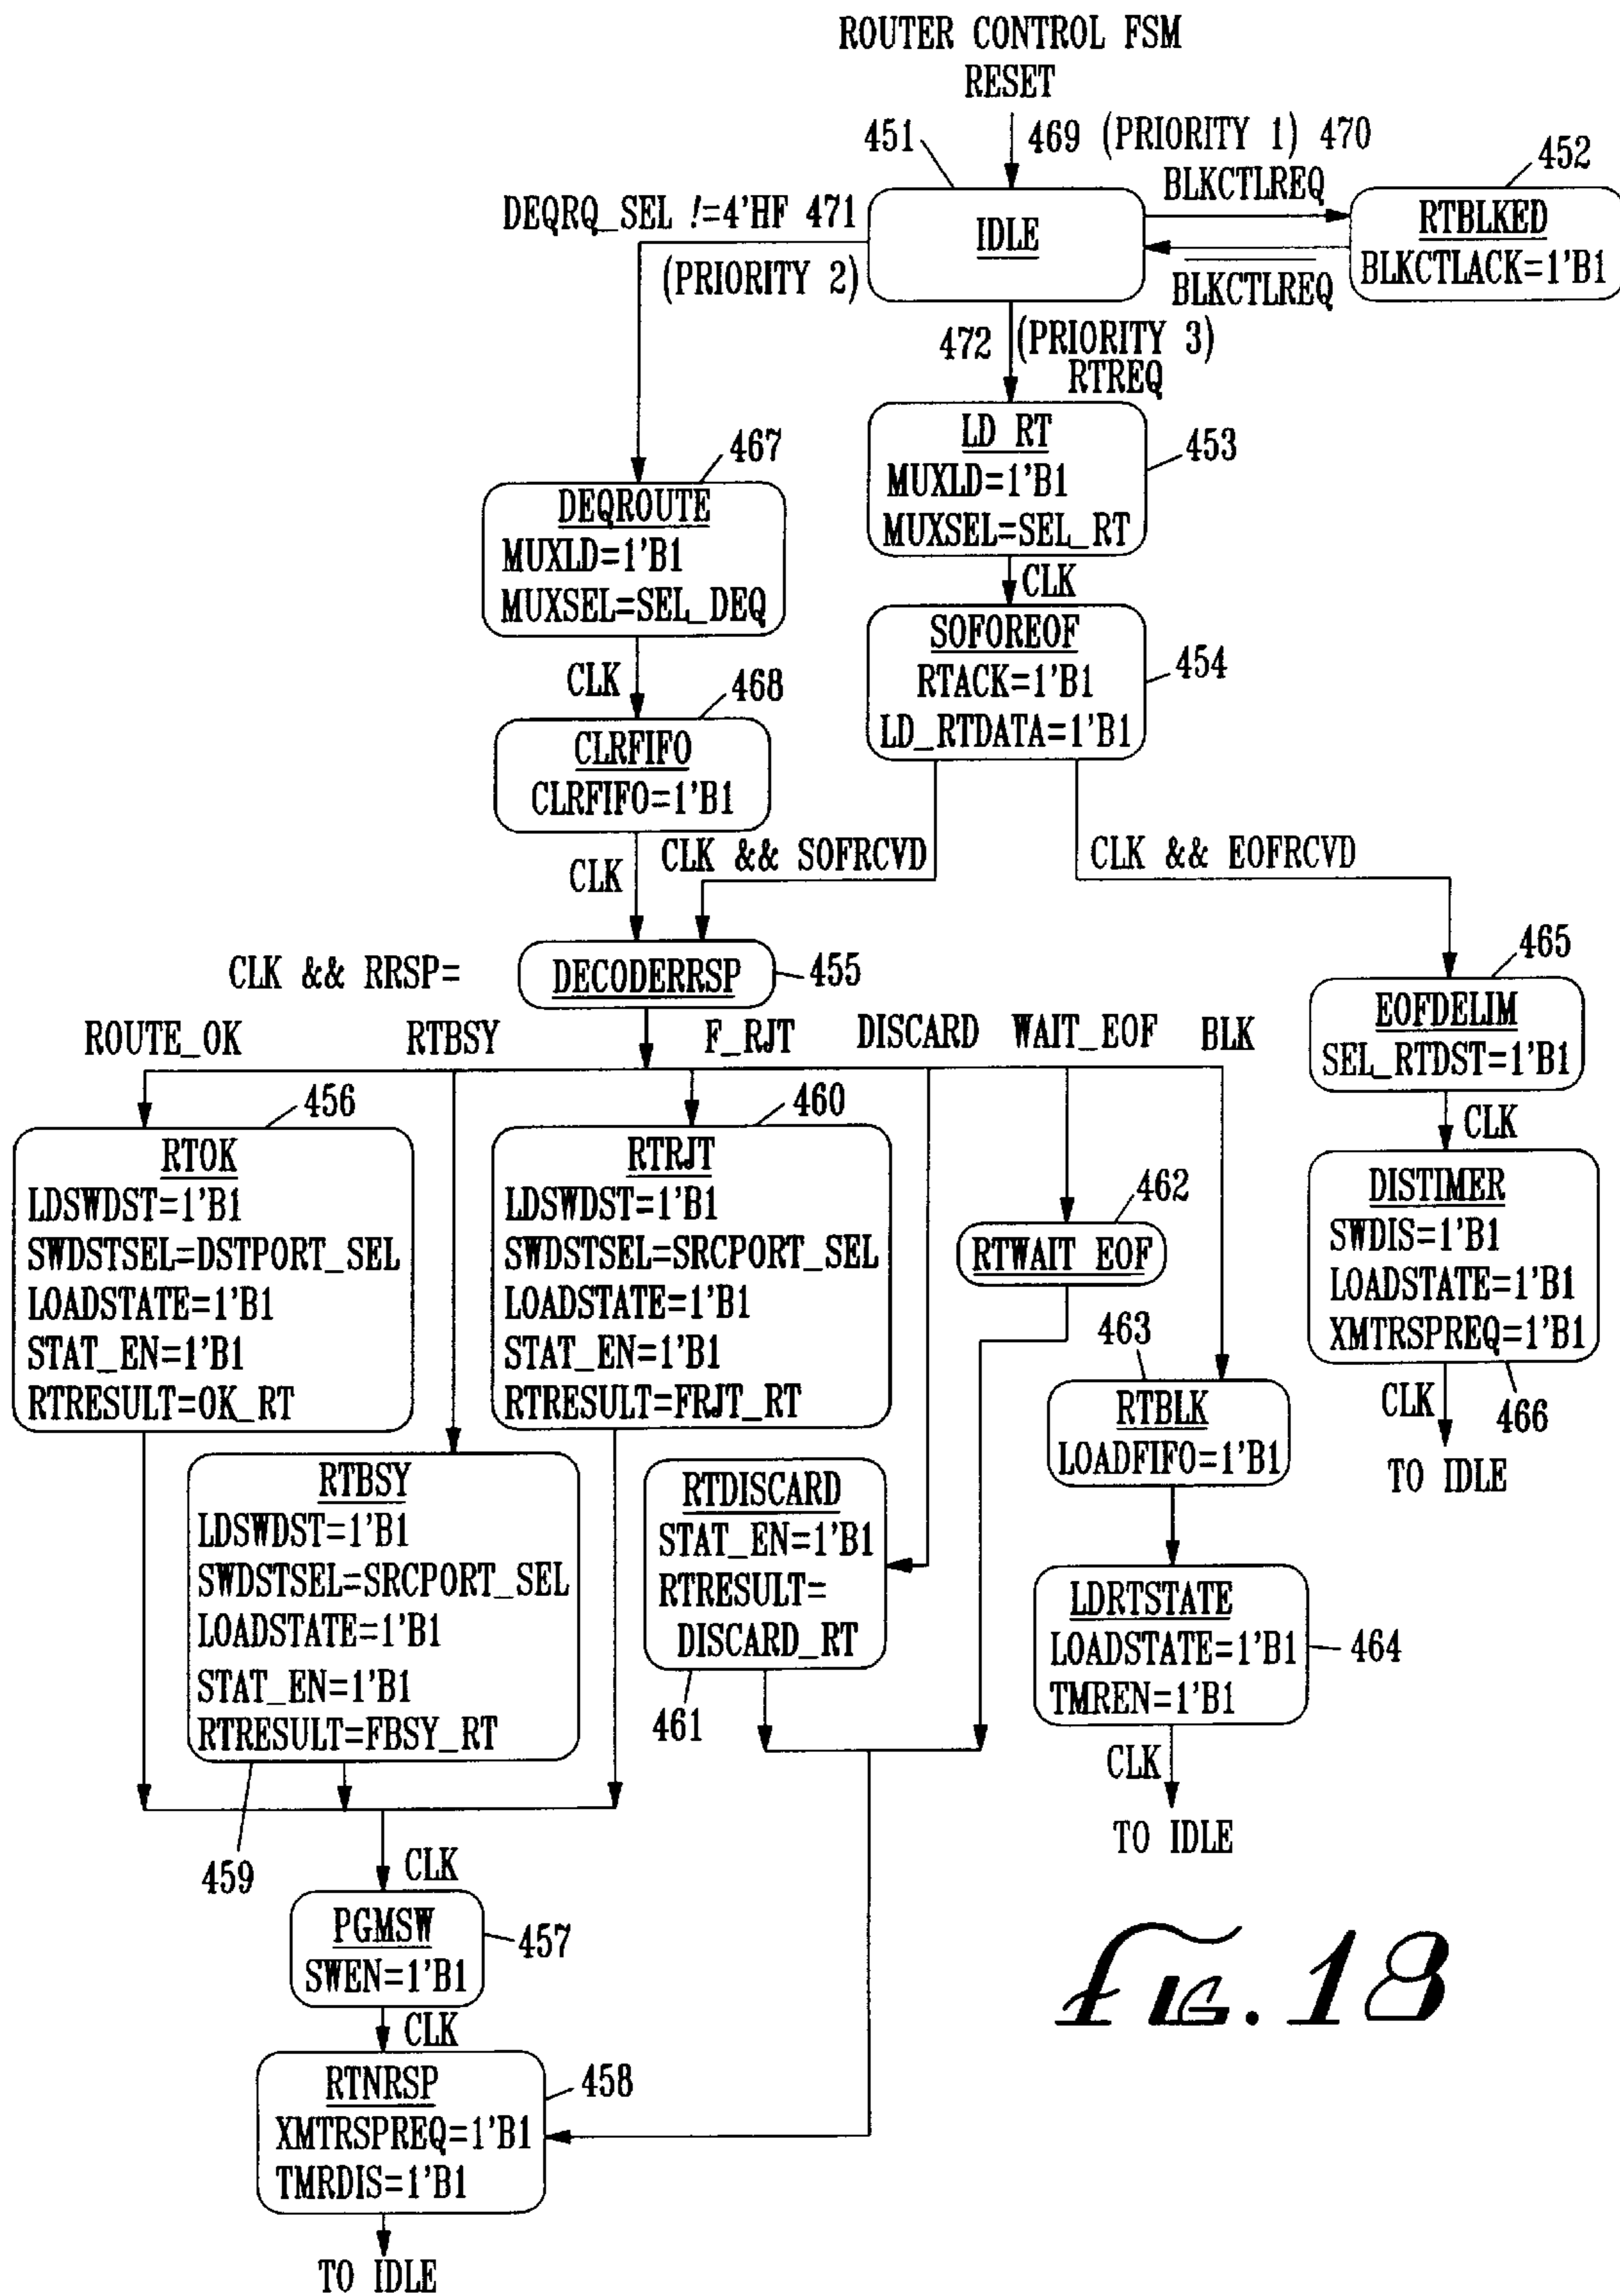 ROUTER CONTROL FSM
RESET
451
469 (PRIORITY 1) 470
BLKCTLREQ
452
DEQRQ_SEL !=4'HF 471
(PRIORITY 2)
IDLE
RTBLKED
BLKCTLACK=1'B1
BLKCTLREQ
472
(PRIORITY 3)
RTREQ
467
DEQROUTE
MUXLD=1'B1
MUXSEL=SEL_DEQ
LD RT
MUXLD=1'B1
MUXSEL=SEL_RT
453
CLK
SOFOREOF
RTACK=1'B1
LD_RTDATA=1'B1
454
CLK
468
CLRFIFO
CLRFIFO=1'B1
CLK
CLK && SOFRCVD
CLK && EOFRCVD
CLK && RRSP=
DECODERRSP
455
465
EOFDELIM
SEL_RTDST=1'B1
CLK
ROUTE_OK
RTBSY
F_RJT
DISCARD
WAIT_EOF
BLK
456
RTOK
LDSWDST=1'B1
SWDSTSEL=DSTPORT_SEL
LOADSTATE=1'B1
STAT_EN=1'B1
RTRESULT=OK_RT
460
RTRJT
LDSWDST=1'B1
SWDSTSEL=SRCPORT_SEL
LOADSTATE=1'B1
STAT_EN=1'B1
RTRESULT=FRJT_RT
462
RTWAIT EOF
DISTIMER
SWDIS=1'B1
LOADSTATE=1'B1
XMTRSPREQ=1'B1
466
CLK
TO IDLE
463
RTBLK
LOADFIFO=1'B1
RTBSY
LDSWDST=1'B1
SWDSTSEL=SRCPORT_SEL
LOADSTATE=1'B1
STAT_EN=1'B1
RTRESULT=FBSY_RT
459
RTDISCARD
STAT_EN=1'B1
RTRESULT=
DISCARD_RT
461
LDRTSTATE
LOADSTATE=1'B1
TMREN=1'B1
464
CLK
TO IDLE
CLK
PGMSW
SWEN=1'B1
457
CLK
RTNRSP
XMTRSPREQ=1'B1
TMRDIS=1'B1
458
TO IDLE
FIG. 18